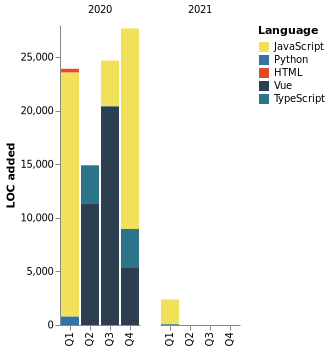 2020 2021
Language
JavaScript
Python
HTML
Vue
TypeScript
LOC added
25,000
20,000
15,000
10,000
5,000
0
Q1 Q2 Q3 Q4 Q1 Q2 Q3 Q4